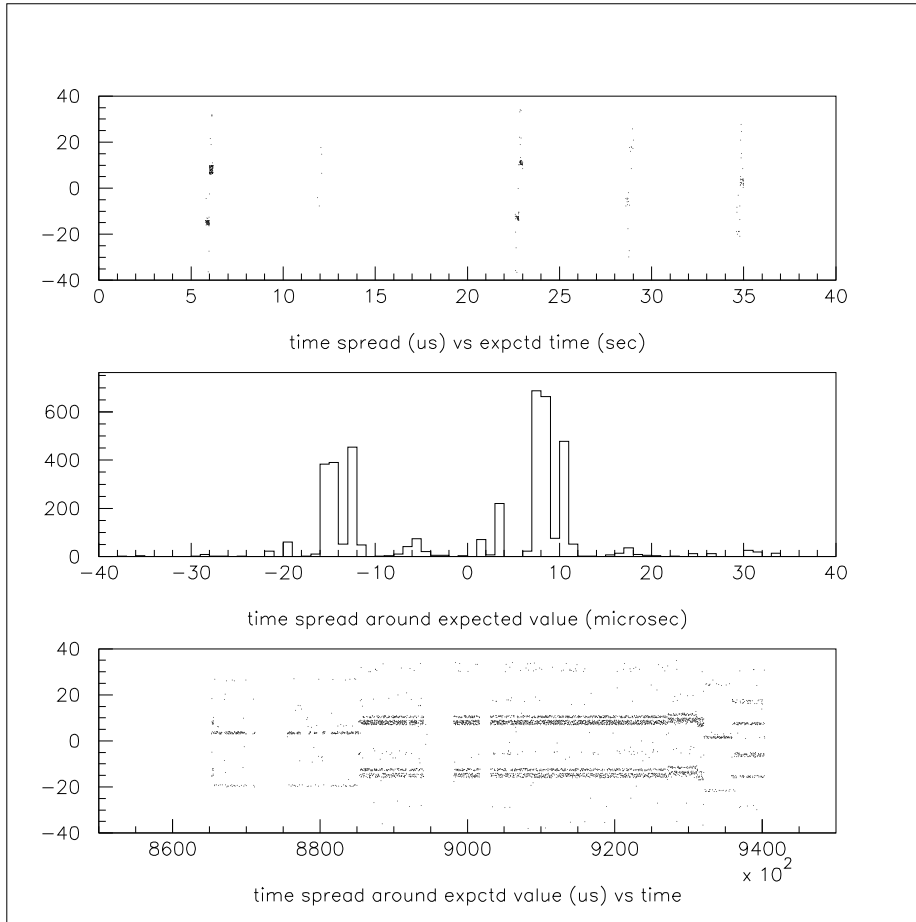 40
20
0
−20
−40
0 5 10 15 20 25 30 35 40
time spread (us) vs expctd time (sec)
600
400
200
0
−40 −30 −20 −10 0 10 20 30 40
time spread around expected value (microsec)
40
20
0
−20
−40
8600 8800 9000 9200 9400
x 10²
time spread around expctd value (us) vs time